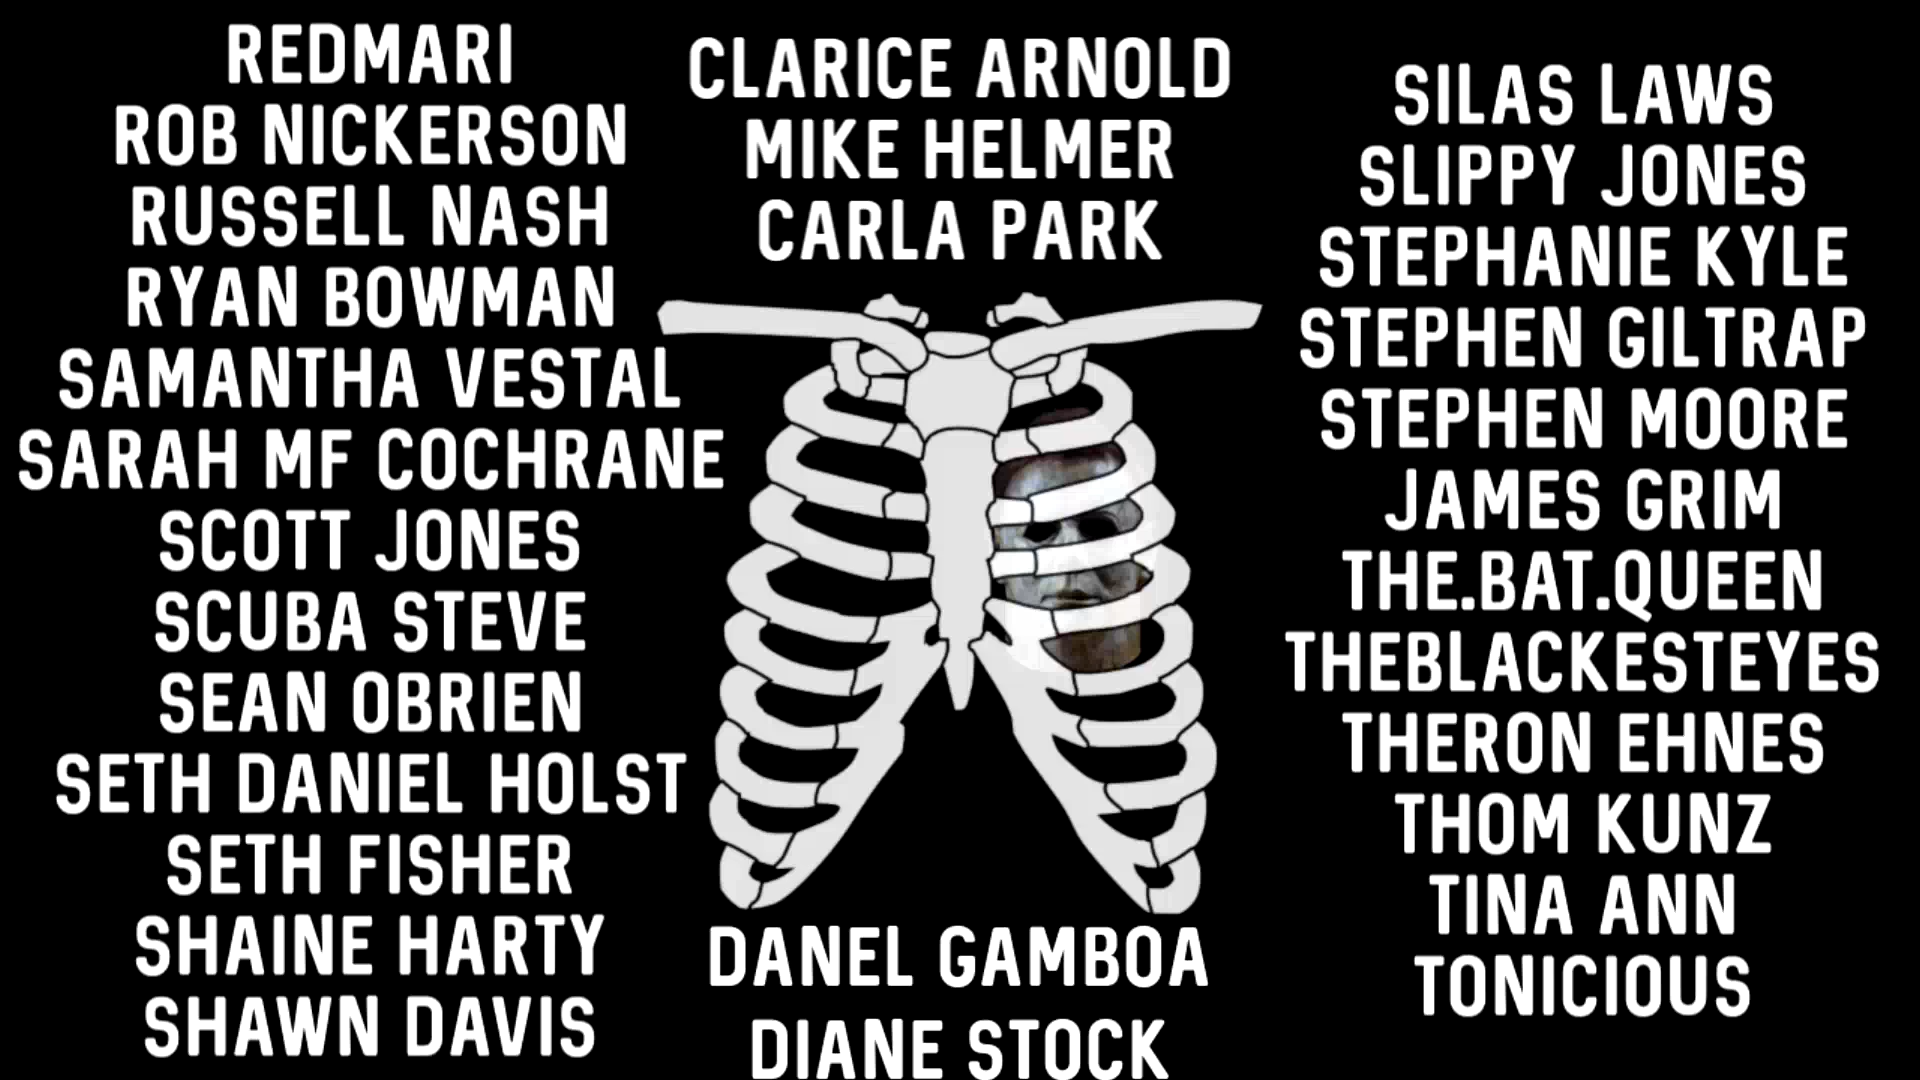 REDMARI
ROB NICKERSON
RUSSELL NASH
RYAN BOWMAN
SAMANTHA VESTAL
SARAH MF COCHRANE
SCOTT JONES
SCUBA STEVE
SEAN OBRIEN
SETH DANIEL HOLST
SETH FISHER
SHAINE HARTY
SHAWN DAVIS
CLARICE ARNOLD
MIKE HELMER
CARLA PARK
DANEL GAMBOA
DIANE STOCK
SILAS LAWS
SLIPPY JONES
STEPHANIE KYLE
STEPHEN GILTRAP
STEPHEN MOORE
JAMES GRIM
THE.BAT.QUEEN
THEBLACKESTEYES
THERON EHNES
THOM KUNZ
TINA ANN
TONICIOUS